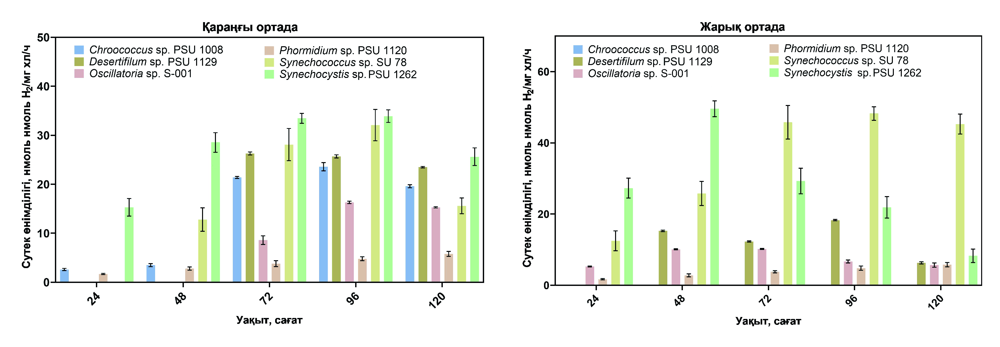 Қараңғы ортада
Сутек өнімділігі, нмоль нмоль H₂/мг хл/ч
50
40
30
20
10
0
Chroococcus sp. PSU 1008
Desertifilum sp. PSU 1129
Oscillatoria sp. S-001
Phormidium sp. PSU 1120
Synechococcus sp. SU 78
Synechocystis sp. PSU 1262
24
48
72
96
120
Уақыт, сағат
Жарық ортада
Сутек өнімділігі, нмоль нмоль H₂/мг хл/ч
60
40
20
0
Chroococcus sp. PSU 1008
Desertifilum sp. PSU 1129
Oscillatoria sp. S-001
Phormidium sp. PSU 1120
Synechococcus sp. SU 78
Synechocystis sp. PSU 1262
24
48
72
96
120
Уақыт, сағат